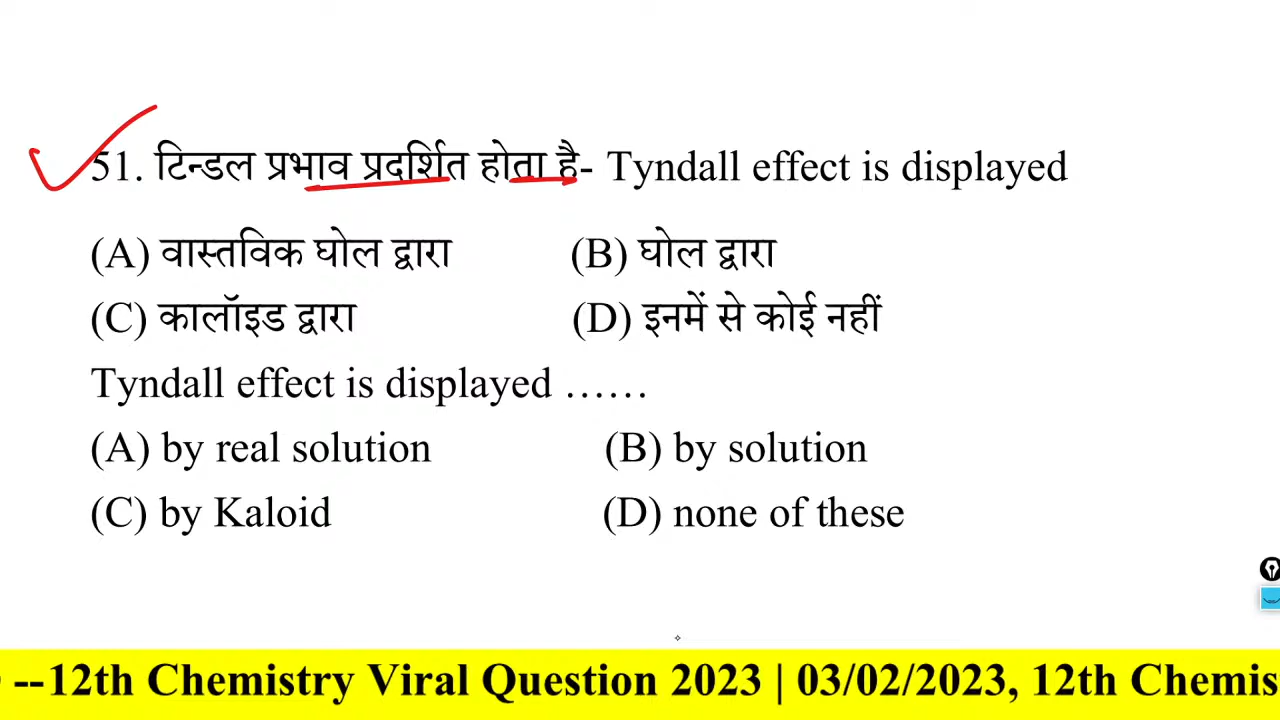 51. टिन्डल प्रभाव प्रदर्शित होता है- Tyndall effect is displayed
(A) वास्तविक घोल द्वारा (B) घोल द्वारा
(C) कालॉइड द्वारा (D) इनमें से कोई नहीं
Tyndall effect is displayed ……
(A) by real solution (B) by solution
(C) by Kaloid (D) none of these
--12th Chemistry Viral Question 2023 | 03/02/2023, 12th Chemis